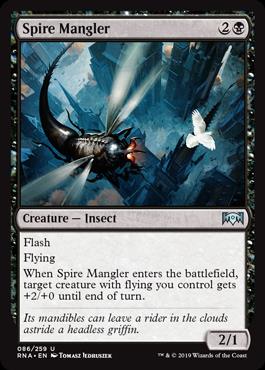 Spire Mangler 2
Creature — Insect
Flash
Flying
When Spire Mangler enters the battlefield,
target creature with flying you control gets
+2/+0 until end of turn.
Its mandibles can leave a rider in the clouds
astride a headless griffin.
2/1
086/259 U
RNA • EN Tomasz Jedruszek ™ & © 2019 Wizards of the Coast